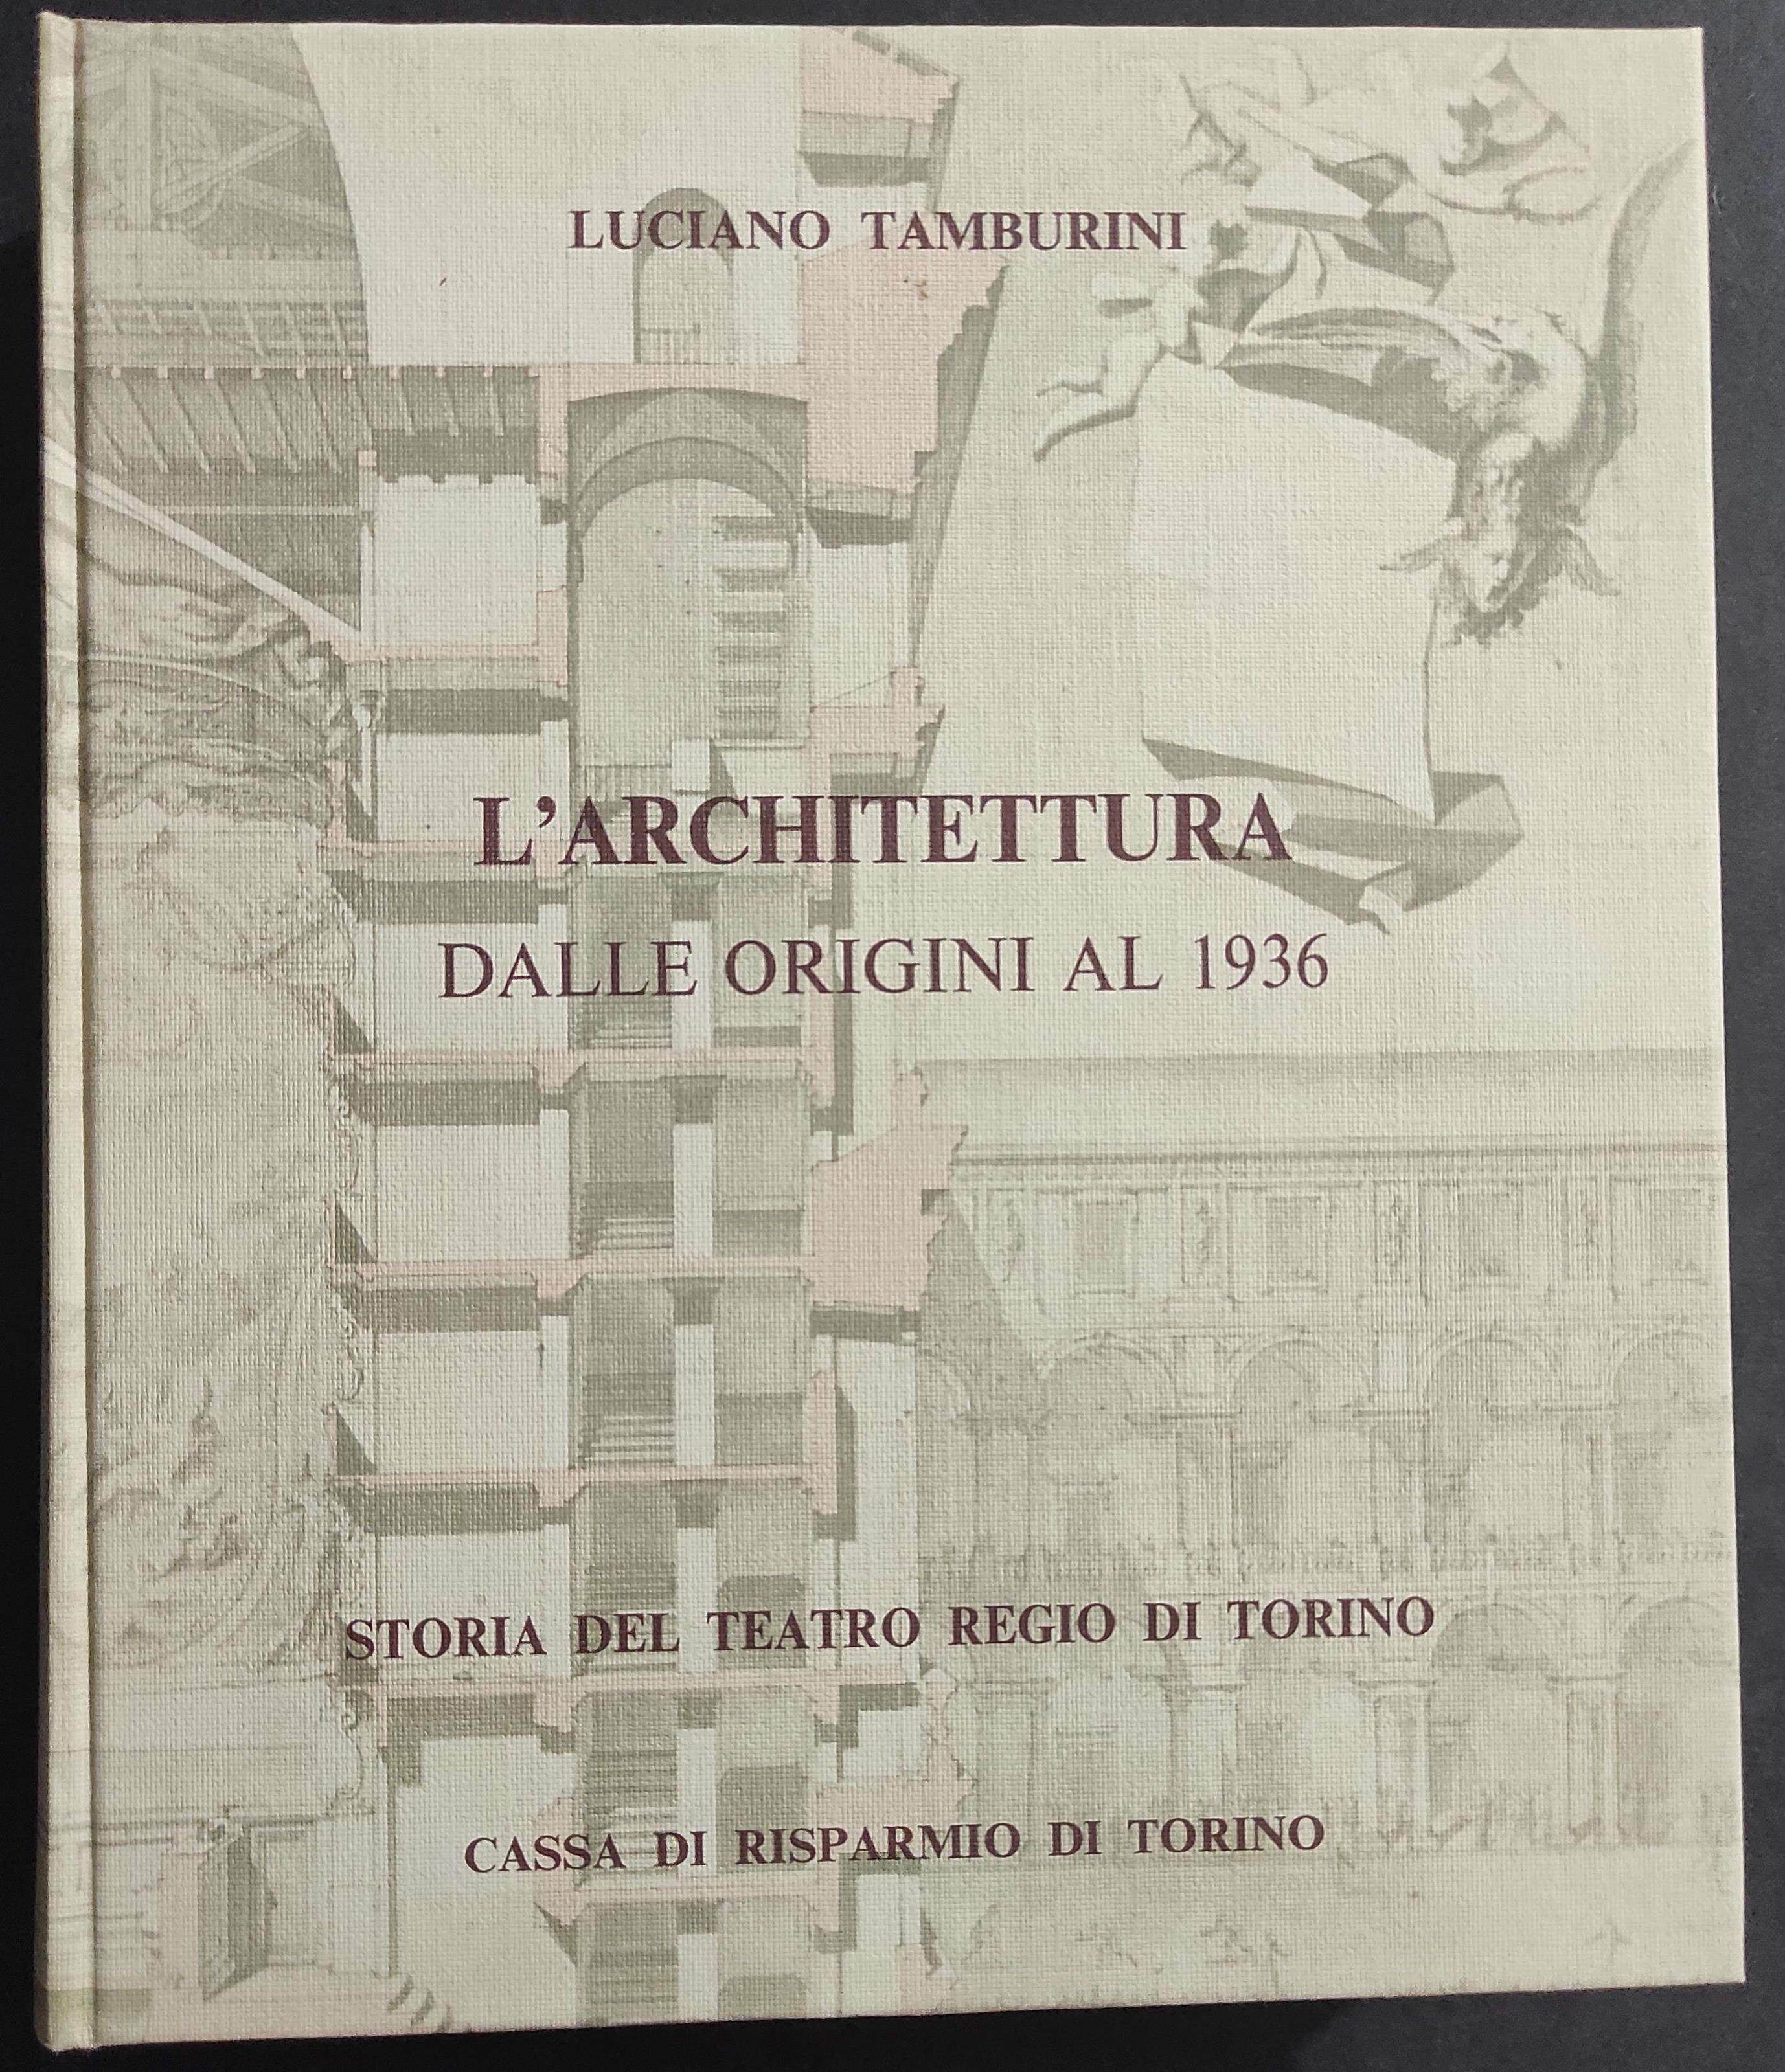 LUCIANO TAMBURINI
L'ARCHITETTURA
DALLE ORIGINI AL 1936
STORIA DEL TEATRO REGIO DI TORINO
CASSA DI RISPARMIO DI TORINO